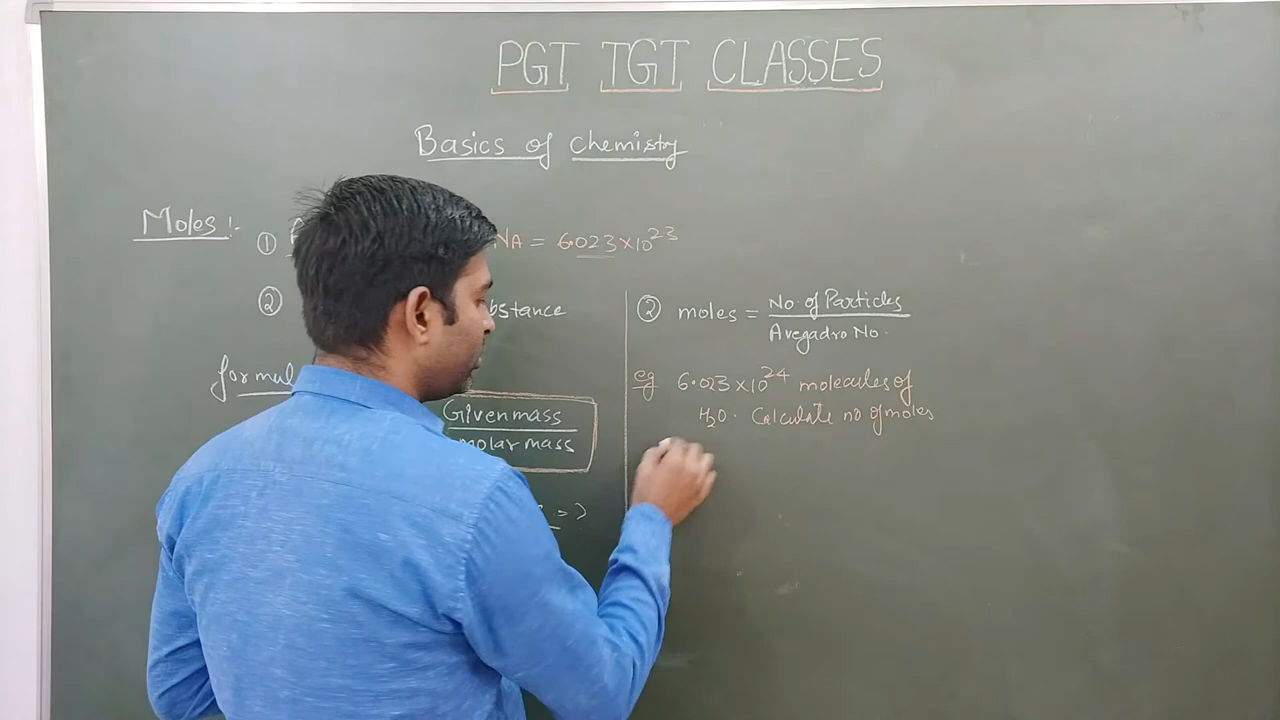 PGT TGT CLASSES
Basics of Chemistry
Moles :-
① NA = 6.023×10²³
② bstance
formul
Given mass
molar mass
=>
② moles = No. of Particles
Avegadro No.
eg 6.023×10²⁴ molecules of
H₂O. Calculate no of moles